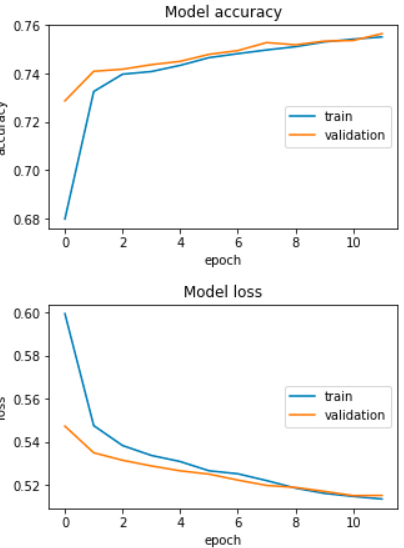 Model accuracy
0.76
0.74
0.72
0.70
0.68
accuracy
train
validation
0 2 4 6 8 10
epoch
Model loss
0.60
0.58
0.56
0.54
0.52
loss
train
validation
0 2 4 6 8 10
epoch